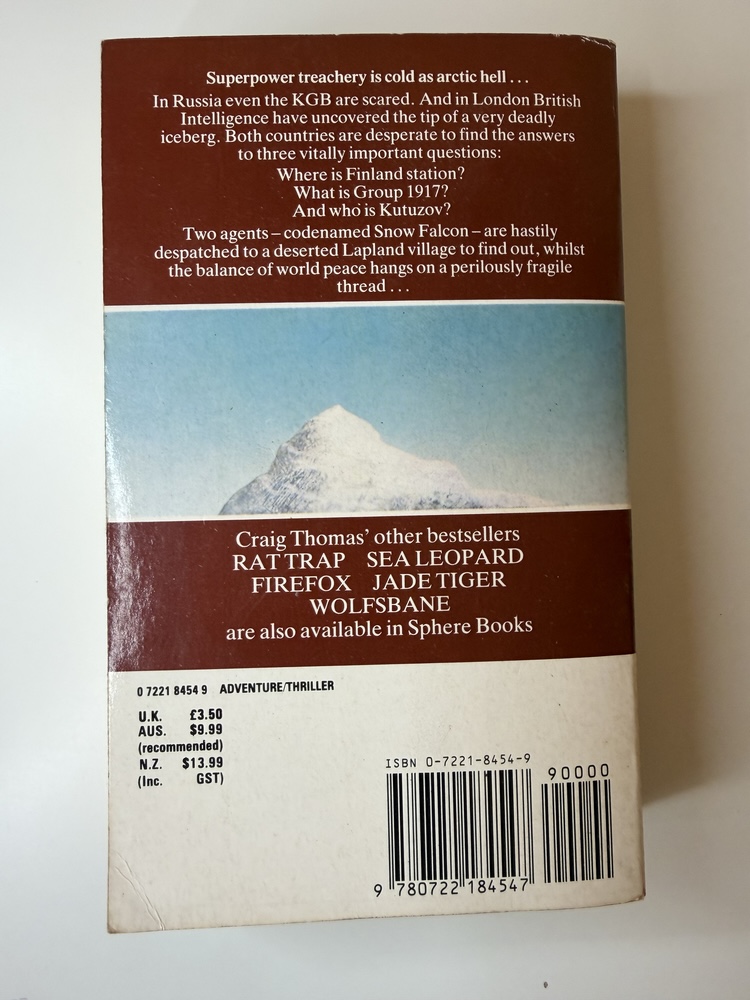 Superpower treachery is cold as arctic hell . . .
In Russia even the KGB are scared. And in London British
Intelligence have uncovered the tip of a very deadly
iceberg. Both countries are desperate to find the answers
to three vitally important questions:
Where is Finland station?
What is Group 1917?
And who is Kutuzov?
Two agents – codenamed Snow Falcon – are hastily
despatched to a deserted Lapland village to find out, whilst
the balance of world peace hangs on a perilously fragile
thread . . .
Craig Thomas' other bestsellers
RAT TRAP SEA LEOPARD
FIREFOX JADE TIGER
WOLFSBANE
are also available in Sphere Books
0 7221 8454 9 ADVENTURE/THRILLER
U.K. £3.50
AUS. $9.99
(recommended)
N.Z. $13.99
(Inc. GST)
ISBN 0-7221-8454-9
90000
9 780722 184547